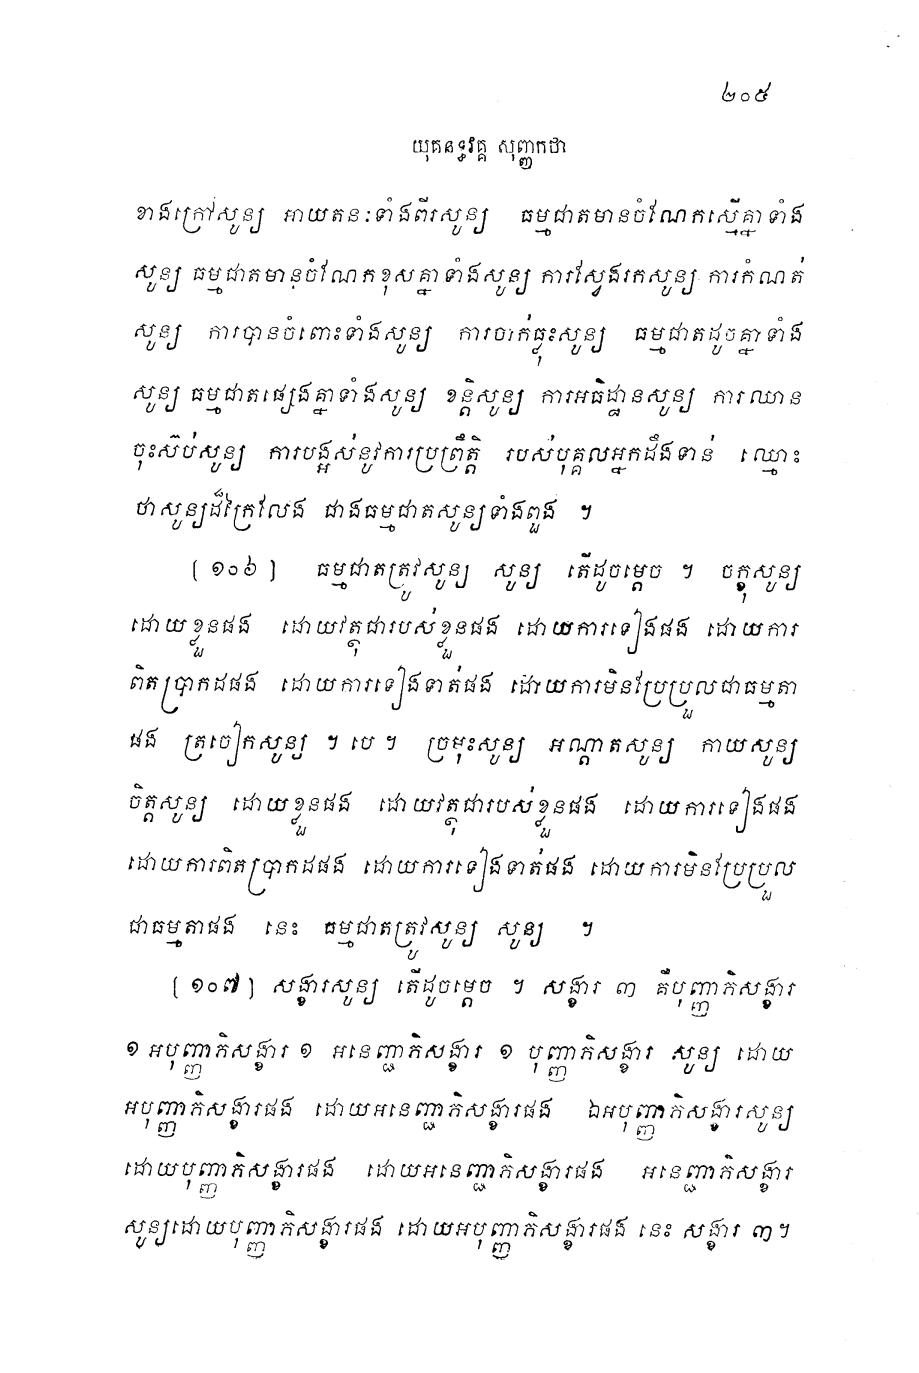 ២០៥
យុគនទ្ធវគ្គ សុញ្ញកថា
ខាងក្រៅសូន្យ អាយតនៈទាំងពីរសូន្យ ធម្មជាតមានចំណែកស្មើគ្នាទាំង
សូន្យ ធម្មជាតមានចំណែកខុសគ្នាទាំងសូន្យ ការស្វែងរកសូន្យ ការកំណត់
សូន្យ ការបានចំពោះទាំងសូន្យ ការចាក់ធ្លុះសូន្យ ធម្មជាតដូចគ្នាទាំង
សូន្យ ធម្មជាតផ្សេងគ្នាទាំងសូន្យ ខន្តិសូន្យ ការអធិដ្ឋានសូន្យ ការឈាន
ចុះស៊ប់សូន្យ ការបង្អស់នូវការប្រព្រឹត្តិ របស់បុគ្គលអ្នកដឹងទាន់ ឈ្មោះ
ថាសូន្យដ៏ក្រៃលែង ជាងធម្មជាតសូន្យទាំងពួង ។
[១០៦] ធម្មជាតត្រូវសូន្យ សូន្យ តើដូចម្តេច ។ ចក្ខុសូន្យ
ដោយខ្លួនផង ដោយវត្ថុជារបស់ខ្លួនផង ដោយការទៀងផង ដោយការ
ពិតប្រាកដផង ដោយការទៀងទាត់ផង ដោយការមិនប្រែប្រួលជាធម្មតា
ផង ត្រចៀកសូន្យ ។ បេ ។ ច្រមុះសូន្យ អណ្តាតសូន្យ កាយសូន្យ
ចិត្តសូន្យ ដោយខ្លួនផង ដោយវត្ថុជារបស់ខ្លួនផង ដោយការទៀងផង
ដោយការពិតប្រាកដផង ដោយការទៀងទាត់ផង ដោយការមិនប្រែប្រួល
ជាធម្មតាផង នេះ ធម្មជាតត្រូវសូន្យ សូន្យ ។
[១០៧] សង្ខារសូន្យ តើដូចម្តេច ។ សង្ខារ ៣ គឺបុញ្ញាភិសង្ខារ
១ អបុញ្ញាភិសង្ខារ ១ អនេញ្ជាភិសង្ខារ ១ បុញ្ញាភិសង្ខារ សូន្យ ដោយ
អបុញ្ញាភិសង្ខារផង ដោយអនេញ្ជាភិសង្ខារផង ឯអបុញ្ញាភិសង្ខារសូន្យ
ដោយបុញ្ញាភិសង្ខារផង ដោយអនេញ្ជាភិសង្ខារផង អនេញ្ជាភិសង្ខារ
សូន្យដោយបុញ្ញាភិសង្ខារផង ដោយអបុញ្ញាភិសង្ខារផង នេះ សង្ខារ ៣។